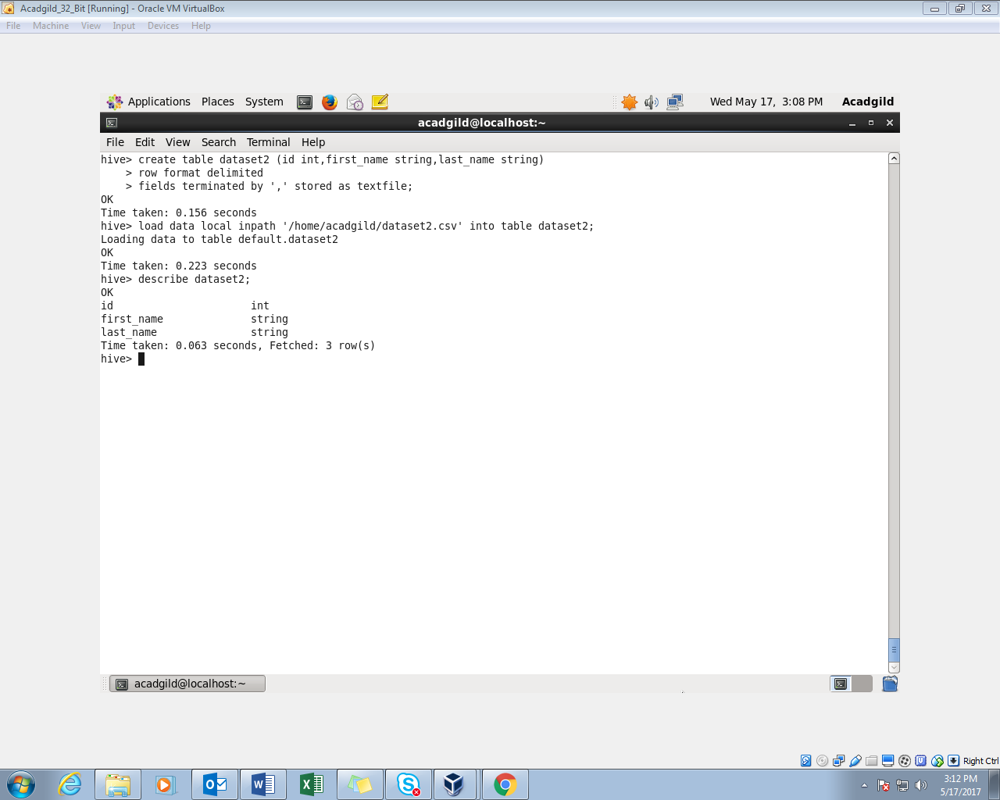 Acadgild_32_Bit [Running] - Oracle VM VirtualBox
File Machine View Input Devices Help
Applications Places System Wed May 17, 3:08 PM Acadgild
acadgild@localhost:~
File Edit View Search Terminal Help
hive> create table dataset2 (id int,first_name string,last_name string)
    > row format delimited
    > fields terminated by ',' stored as textfile;
OK
Time taken: 0.156 seconds
hive> load data local inpath '/home/acadgild/dataset2.csv' into table dataset2;
Loading data to table default.dataset2
OK
Time taken: 0.223 seconds
hive> describe dataset2;
OK
id                      int
first_name              string
last_name               string
Time taken: 0.063 seconds, Fetched: 3 row(s)
hive>
acadgild@localhost:~
Right Ctrl
3:12 PM
5/17/2017